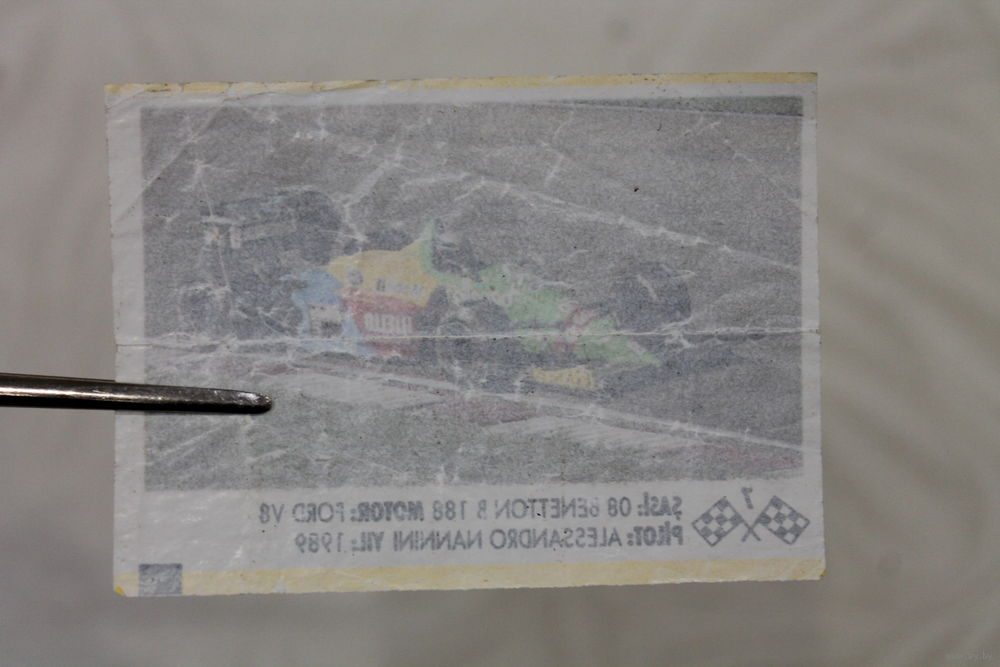 7
ŞASİ: 08 BENETTON B 188 MOTOR: FORD V8
PİLOT: ALESSANDRO NANNINI YIL: 1989